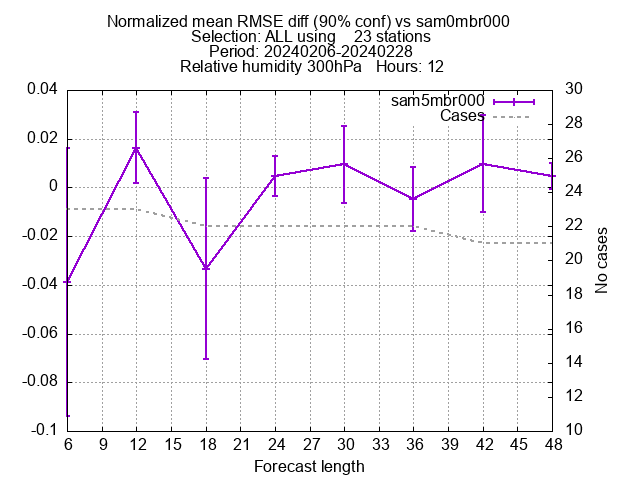 Normalized mean RMSE diff (90% conf) vs sam0mbr000
Selection: ALL using    23 stations
Period: 20240206-20240228
Relative humidity 300hPa   Hours: 12
sam5mbr000
Cases
0.04
0.02
0
-0.02
-0.04
-0.06
-0.08
-0.1
30
28
26
24
22
20
18
16
14
12
10
No cases
6 9 12 15 18 21 24 27 30 33 36 39 42 45 48
Forecast length